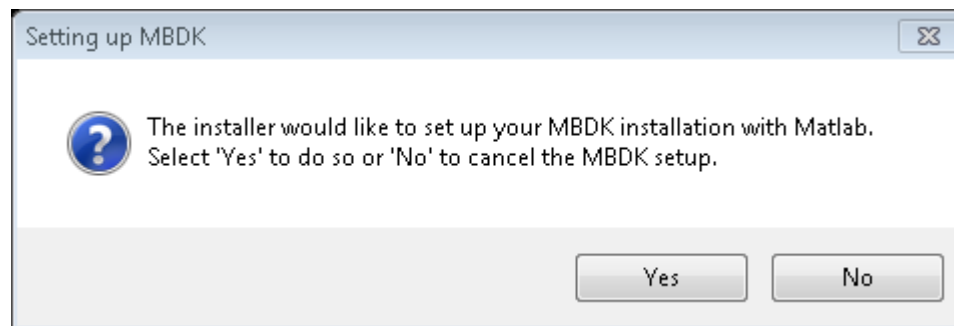 Setting up MBDK
The installer would like to set up your MBDK installation with Matlab.
Select 'Yes' to do so or 'No' to cancel the MBDK setup.
Yes
No